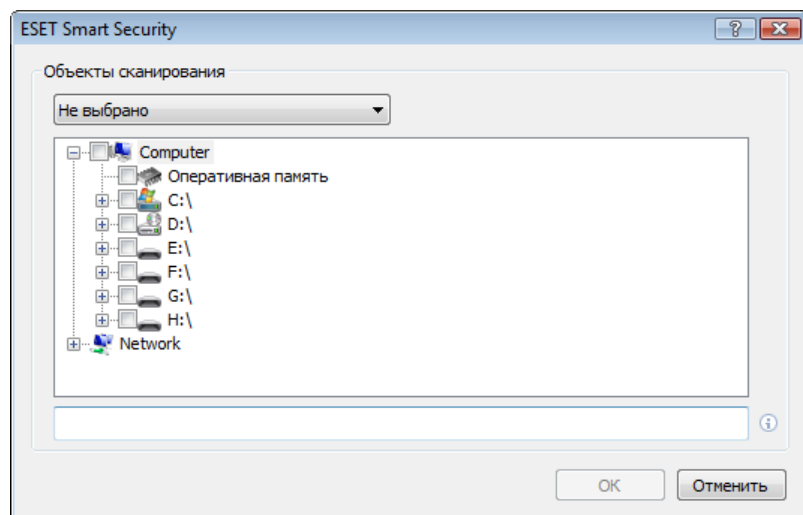 ESET Smart Security
Объекты сканирования
Не выбрано
Computer
Оперативная память
C:\
D:\
E:\
F:\
G:\
H:\
Network
OK
Отменить